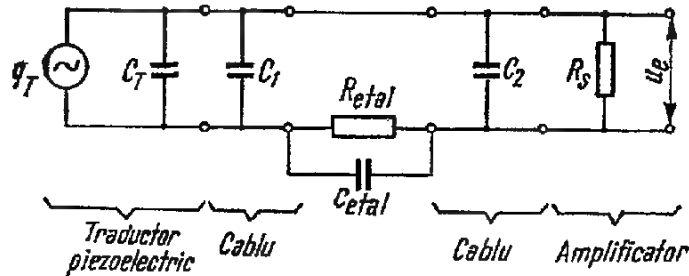 q_T
C_T
C_1
R_etal
C_etal
C_2
R_s
u_e
Traductor
piezoelectric
Cablu
Cablu
Amplificator